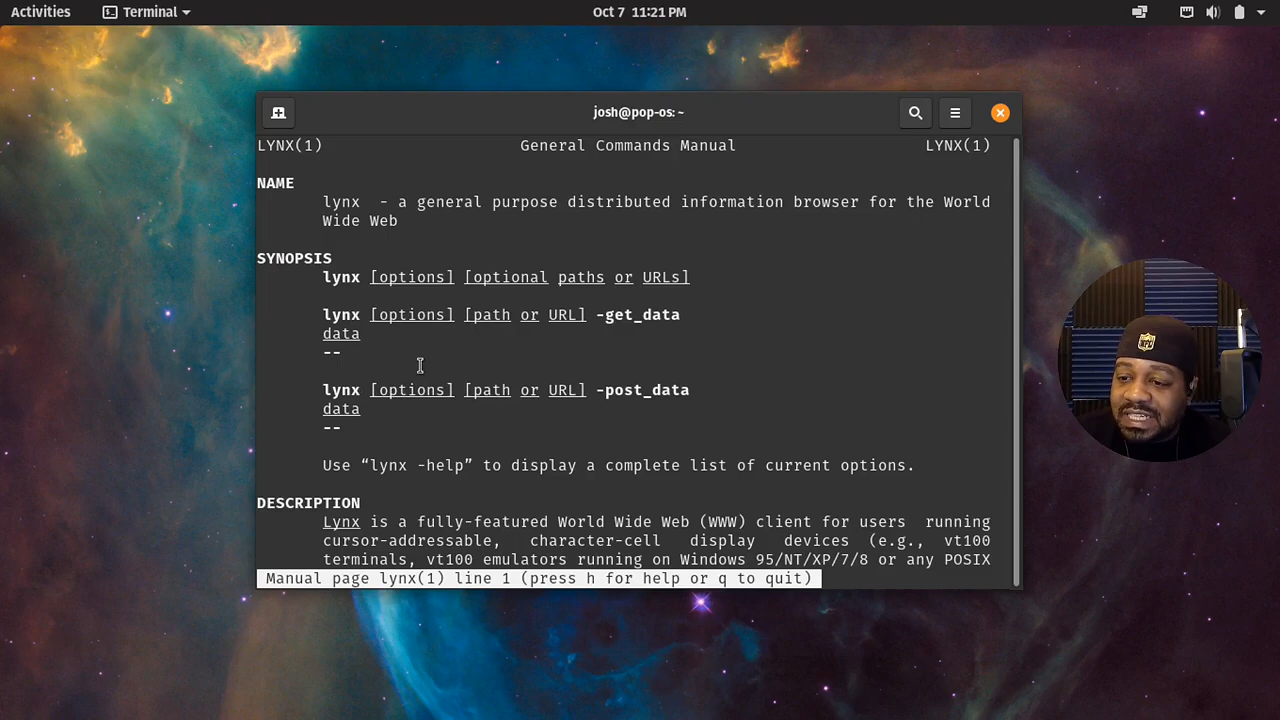 Activities Terminal Oct 7 11:21 PM
josh@pop-os: ~
LYNX(1) General Commands Manual LYNX(1)
NAME
lynx - a general purpose distributed information browser for the World
Wide Web
SYNOPSIS
lynx [options] [optional paths or URLs]
lynx [options] [path or URL] -get_data
data
--
lynx [options] [path or URL] -post_data
data
--
Use “lynx -help” to display a complete list of current options.
DESCRIPTION
Lynx is a fully-featured World Wide Web (WWW) client for users running
cursor-addressable, character-cell display devices (e.g., vt100
terminals, vt100 emulators running on Windows 95/NT/XP/7/8 or any POSIX
Manual page lynx(1) line 1 (press h for help or q to quit)